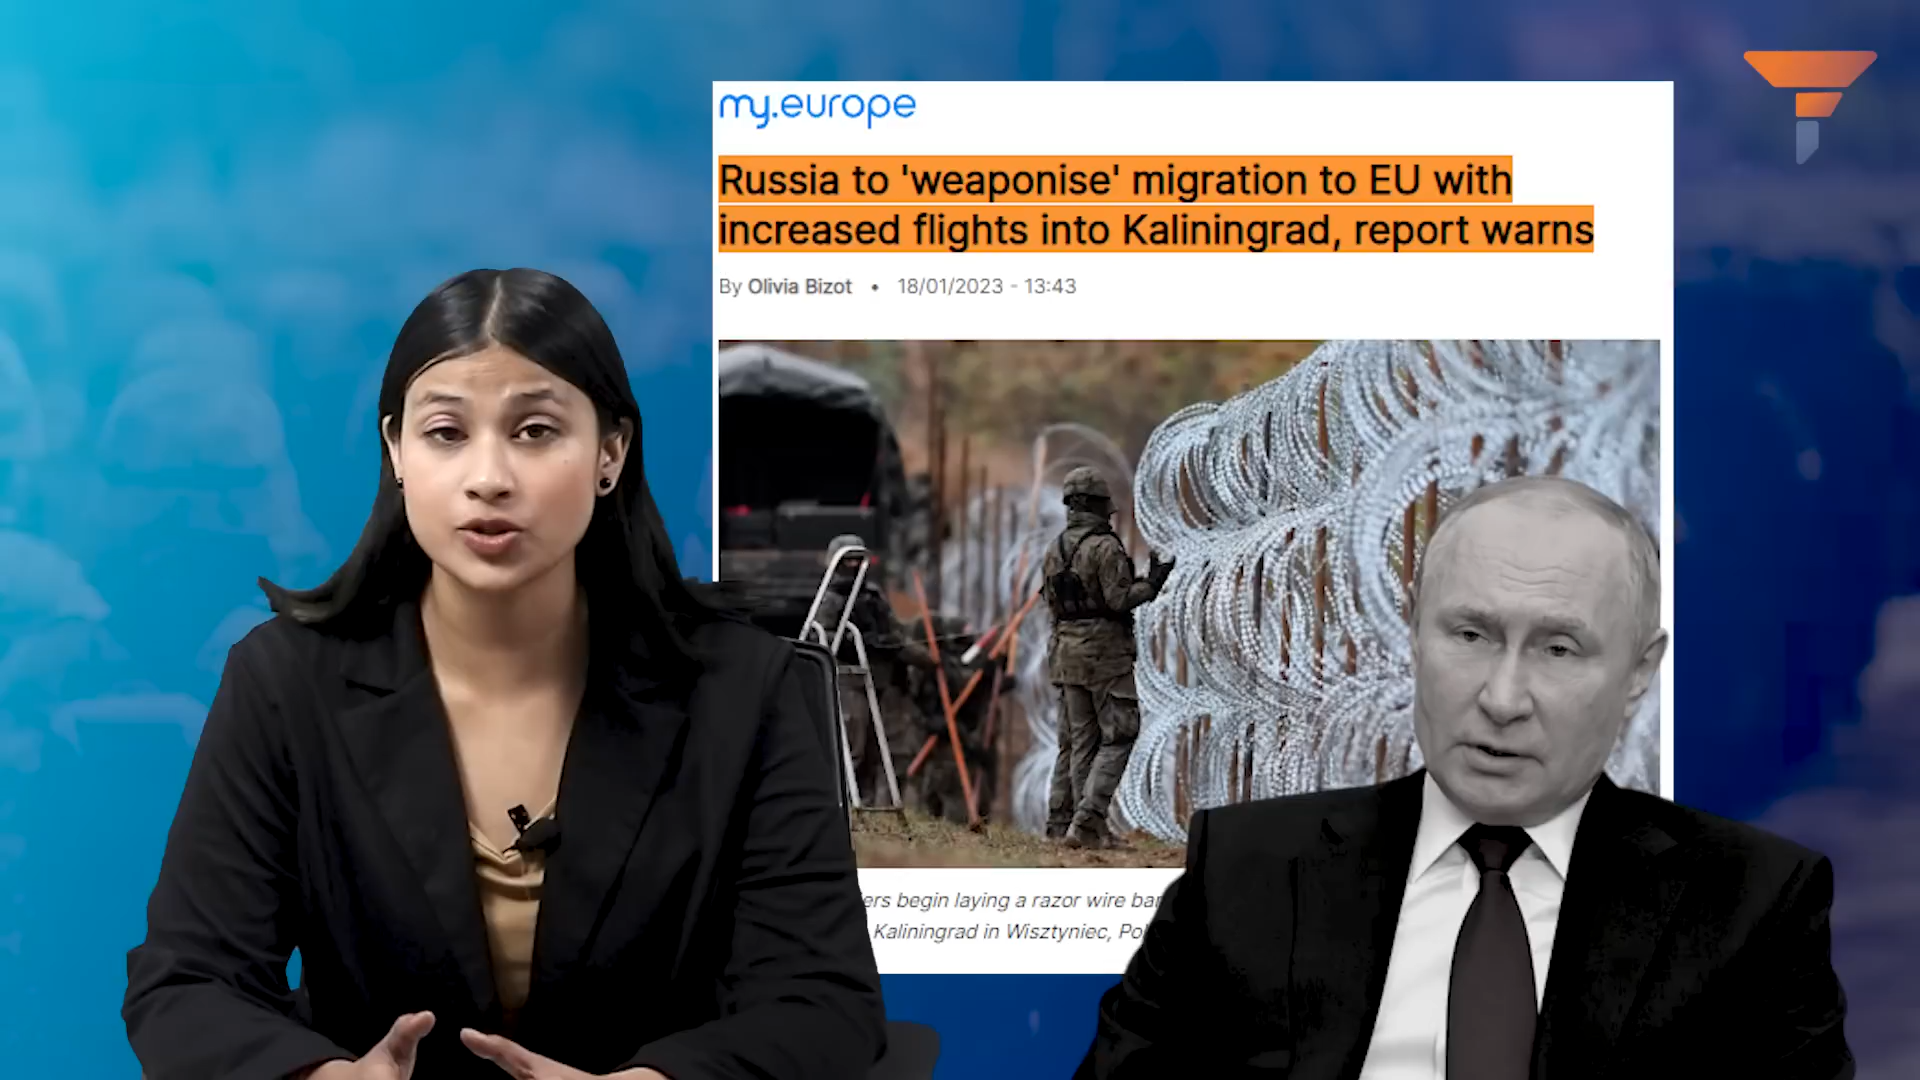 my.europe
Russia to 'weaponise' migration to EU with
increased flights into Kaliningrad, report warns
By Olivia Bizot • 18/01/2023 - 13:43
begin laying a razor wire
Kaliningrad in Wisztyniec,